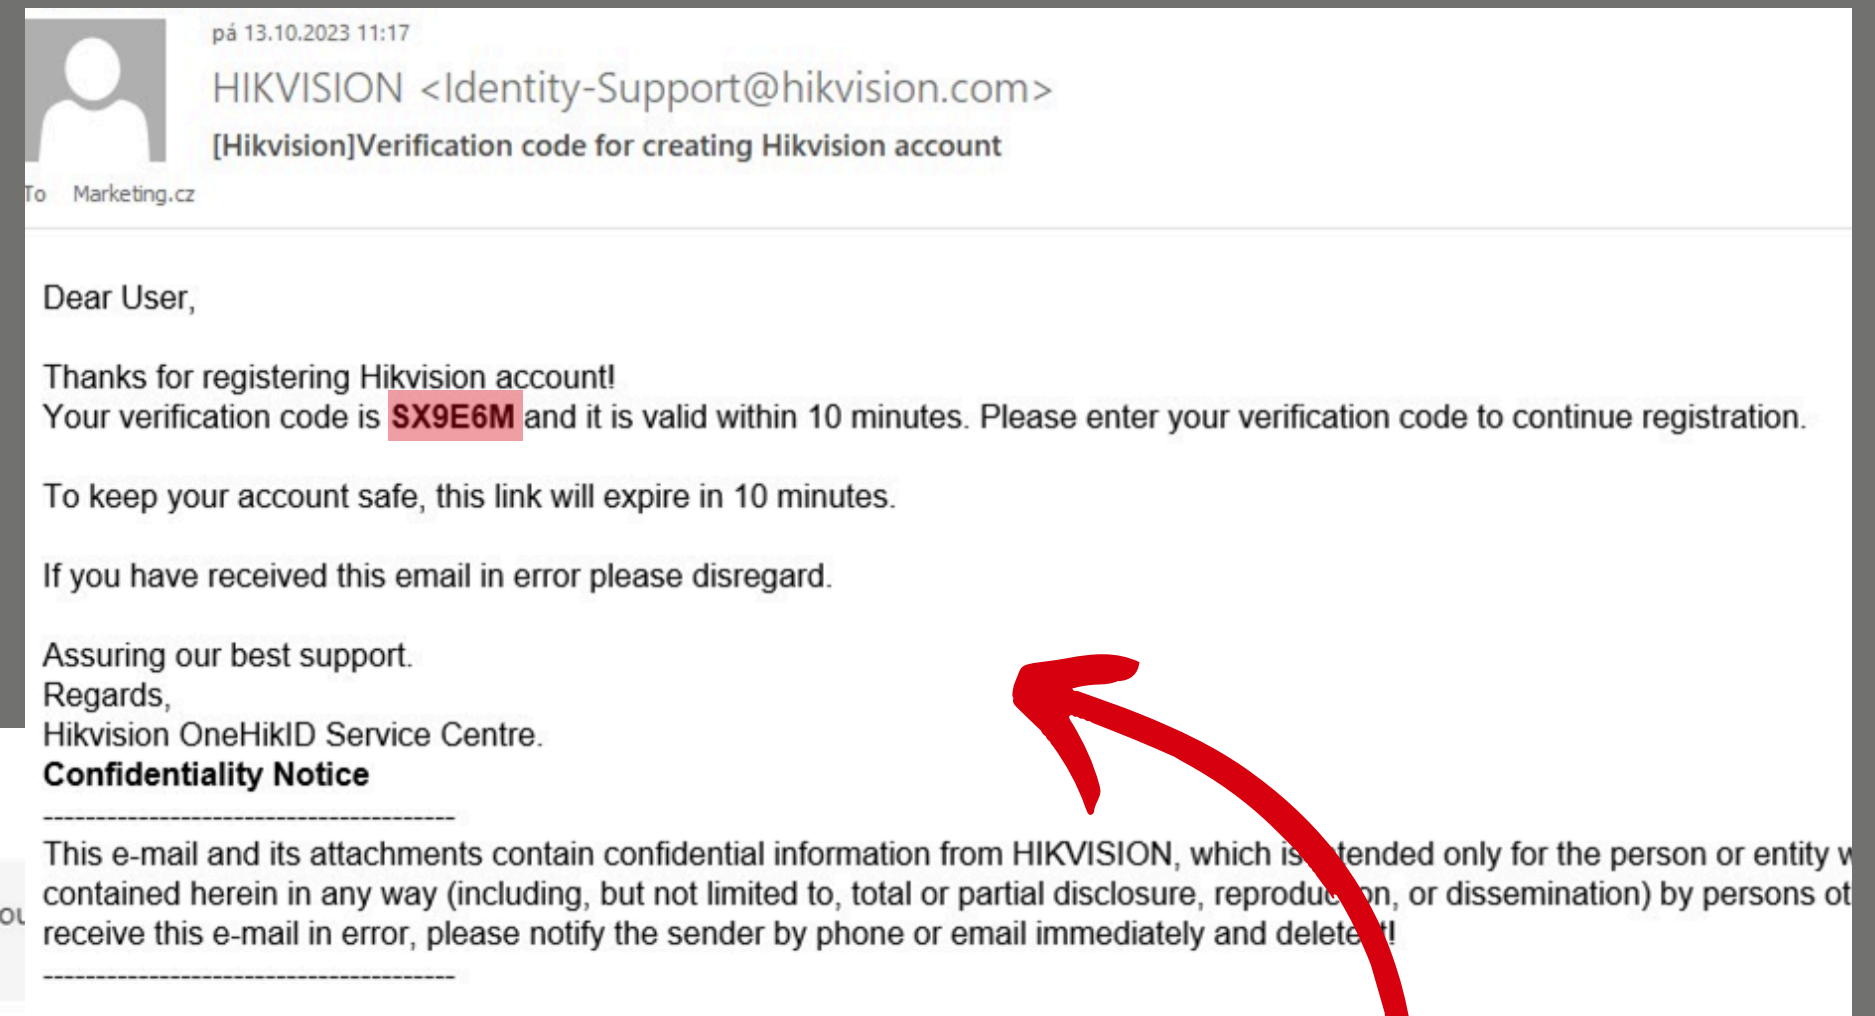 pá 13.10.2023 11:17
HIKVISION <Identity-Support@hikvision.com>
[Hikvision]Verification code for creating Hikvision account
To Marketing.cz
Dear User,
Thanks for registering Hikvision account!
Your verification code is SX9E6M and it is valid within 10 minutes. Please enter your verification code to continue registration.
To keep your account safe, this link will expire in 10 minutes.
If you have received this email in error please disregard.
Assuring our best support.
Regards,
Hikvision OneHikID Service Centre.
Confidentiality Notice
---------------------------------------
This e-mail and its attachments contain confidential information from HIKVISION, which is only for the person or entity
contained herein in any way (including, but not limited to, total or partial disclosure, or dissemination) by persons
receive this e-mail in error, please notify the sender by phone or email immediately and delete
---------------------------------------